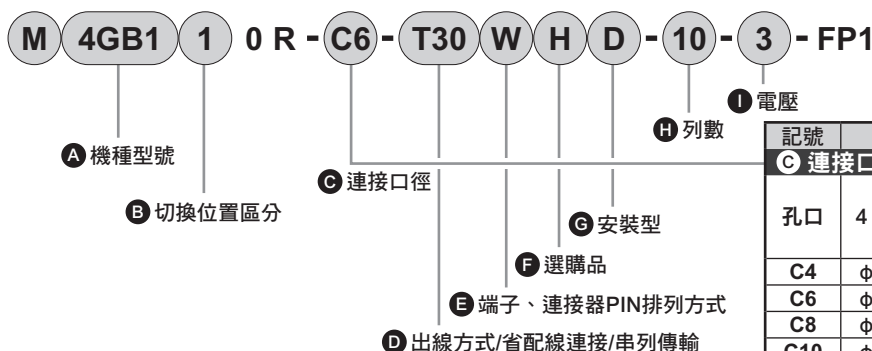 M 4GB1 1 0 R - C6 - T30 W H D - 10 - 3 - FP1
I 電壓
H 列數
A 機種型號
C 連接口徑
B 切換位置區分
G 安裝型
F 選購品
E 端子、連接器PIN排列方式
D 出線方式/省配線連接/串列傳輸
記號
C 連接口
孔口 4
C4 φ
C6 φ
C8 φ
C10